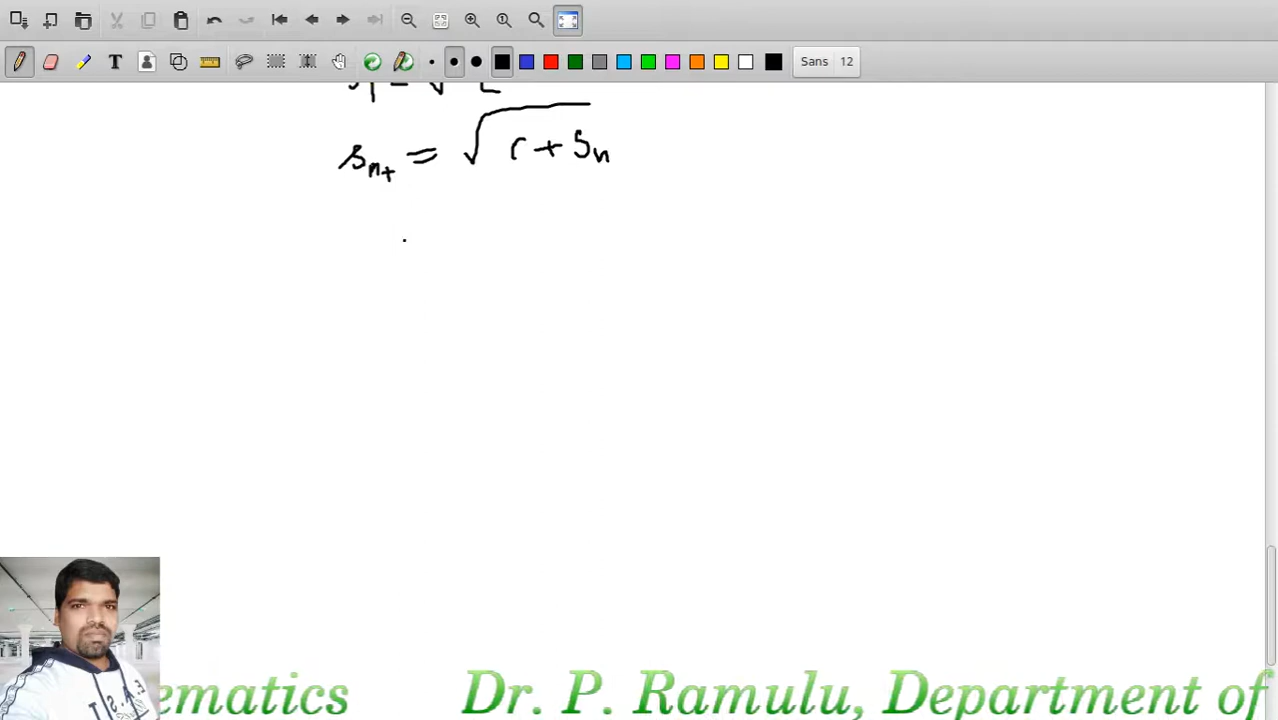 Sans 12
s_{n+} = √(c + S_n)
ematics Dr. P. Ramulu, Department of